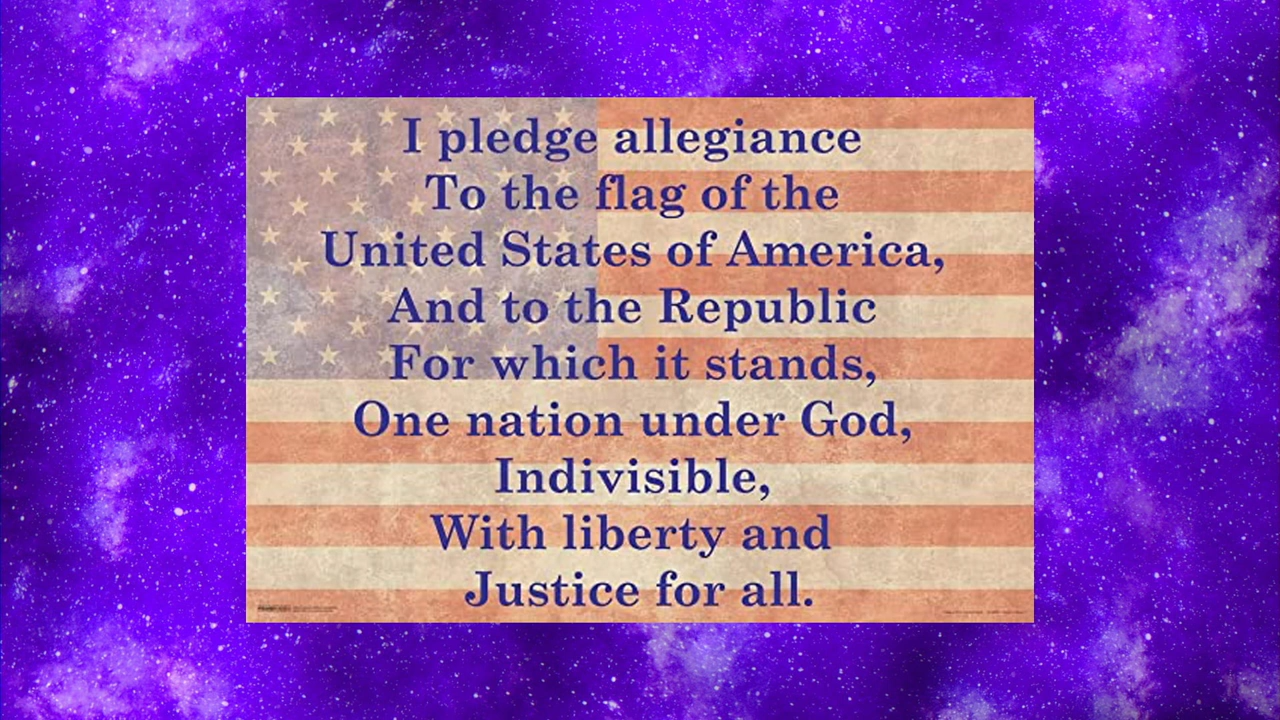 I pledge allegiance
To the flag of the
United States of America,
And to the Republic
For which it stands,
One nation under God,
Indivisible,
With liberty and
Justice for all.